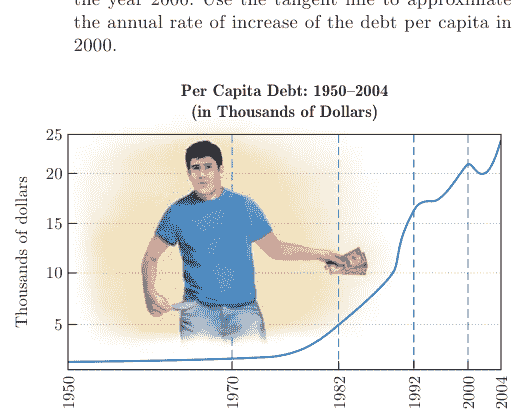 the year 2000. Use the tangent line to approximate
the annual rate of increase of the debt per capita in
2000.
Per Capita Debt: 1950–2004
(in Thousands of Dollars)
Thousands of dollars
25
20
15
10
5
1950
1970
1982
1992
2000
2004